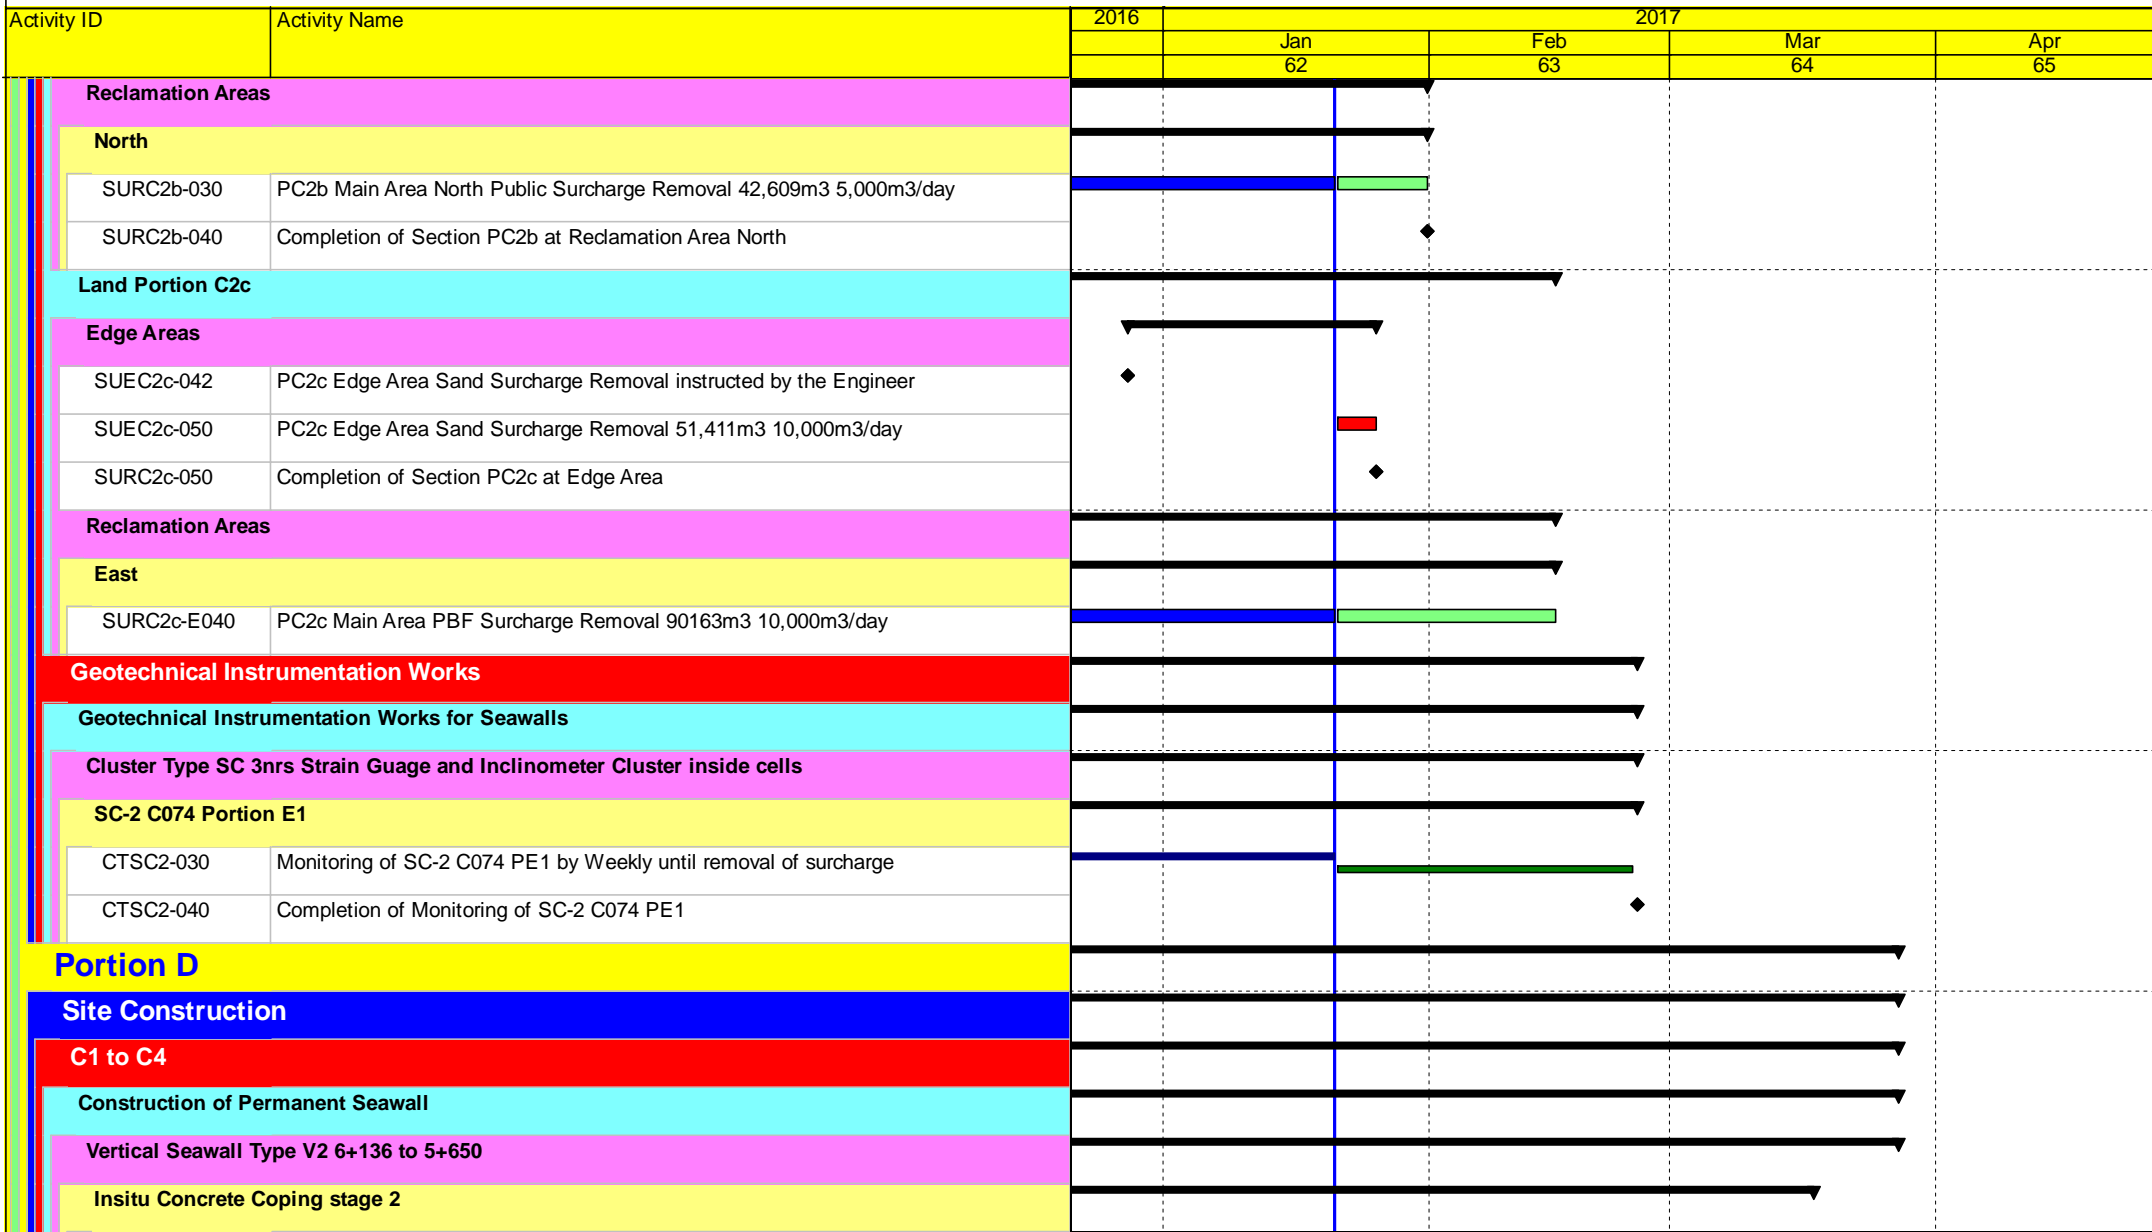 Activity ID Activity Name 2016 2017
Jan Feb Mar Apr
62 63 64 65
Reclamation Areas
North
SURC2b-030 PC2b Main Area North Public Surcharge Removal 42,609m3 5,000m3/day
SURC2b-040 Completion of Section PC2b at Reclamation Area North
Land Portion C2c
Edge Areas
SUEC2c-042 PC2c Edge Area Sand Surcharge Removal instructed by the Engineer
SUEC2c-050 PC2c Edge Area Sand Surcharge Removal 51,411m3 10,000m3/day
SURC2c-050 Completion of Section PC2c at Edge Area
Reclamation Areas
East
SURC2c-E040 PC2c Main Area PBF Surcharge Removal 90163m3 10,000m3/day
Geotechnical Instrumentation Works
Geotechnical Instrumentation Works for Seawalls
Cluster Type SC 3nrs Strain Guage and Inclinometer Cluster inside cells
SC-2 C074 Portion E1
CTSC2-030 Monitoring of SC-2 C074 PE1 by Weekly until removal of surcharge
CTSC2-040 Completion of Monitoring of SC-2 C074 PE1
Portion D
Site Construction
C1 to C4
Construction of Permanent Seawall
Vertical Seawall Type V2 6+136 to 5+650
Insitu Concrete Coping stage 2